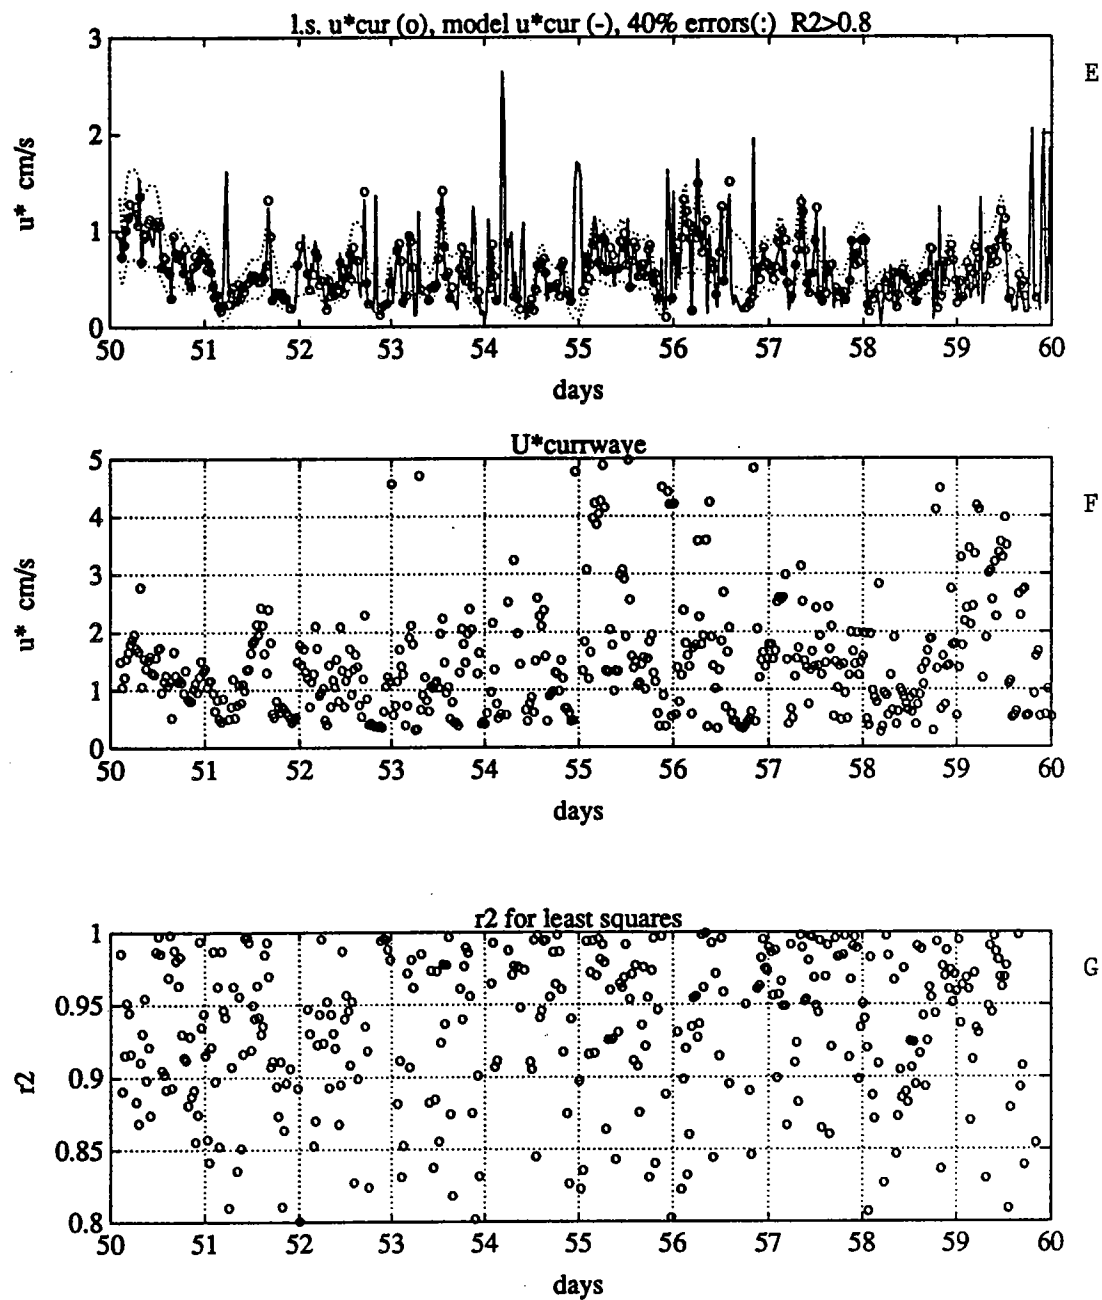 l.s. u*cur (o), model u*cur (-), 40% errors(:) R2>0.8
E
3
2
1
0
u* cm/s
50 51 52 53 54 55 56 57 58 59 60
days
U*currwave
F
5
4
3
2
1
0
u* cm/s
50 51 52 53 54 55 56 57 58 59 60
days
r2 for least squares
G
1
0.95
0.9
0.85
0.8
r2
50 51 52 53 54 55 56 57 58 59 60
days